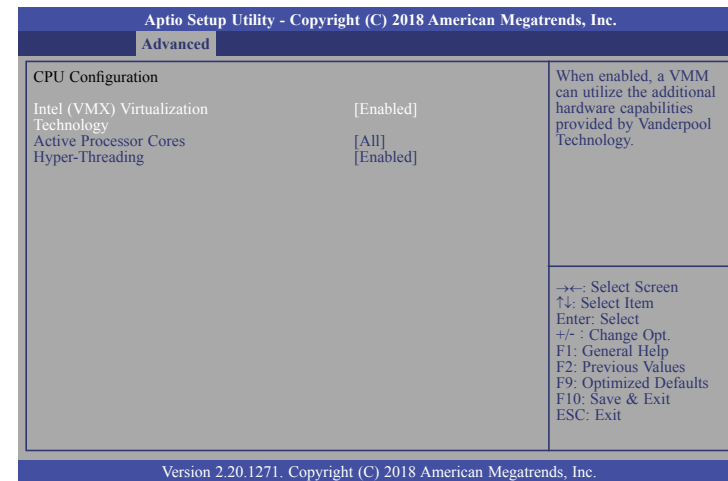 Aptio Setup Utility - Copyright (C) 2018 American Megatrends, Inc.
Advanced
CPU Configuration
Intel (VMX) Virtualization [Enabled]
Technology
Active Processor Cores [All]
Hyper-Threading [Enabled]
When enabled, a VMM
can utilize the additional
hardware capabilities
provided by Vanderpool
Technology.
→←: Select Screen
↑↓: Select Item
Enter: Select
+/- : Change Opt.
F1: General Help
F2: Previous Values
F9: Optimized Defaults
F10: Save & Exit
ESC: Exit
Version 2.20.1271. Copyright (C) 2018 American Megatrends, Inc.